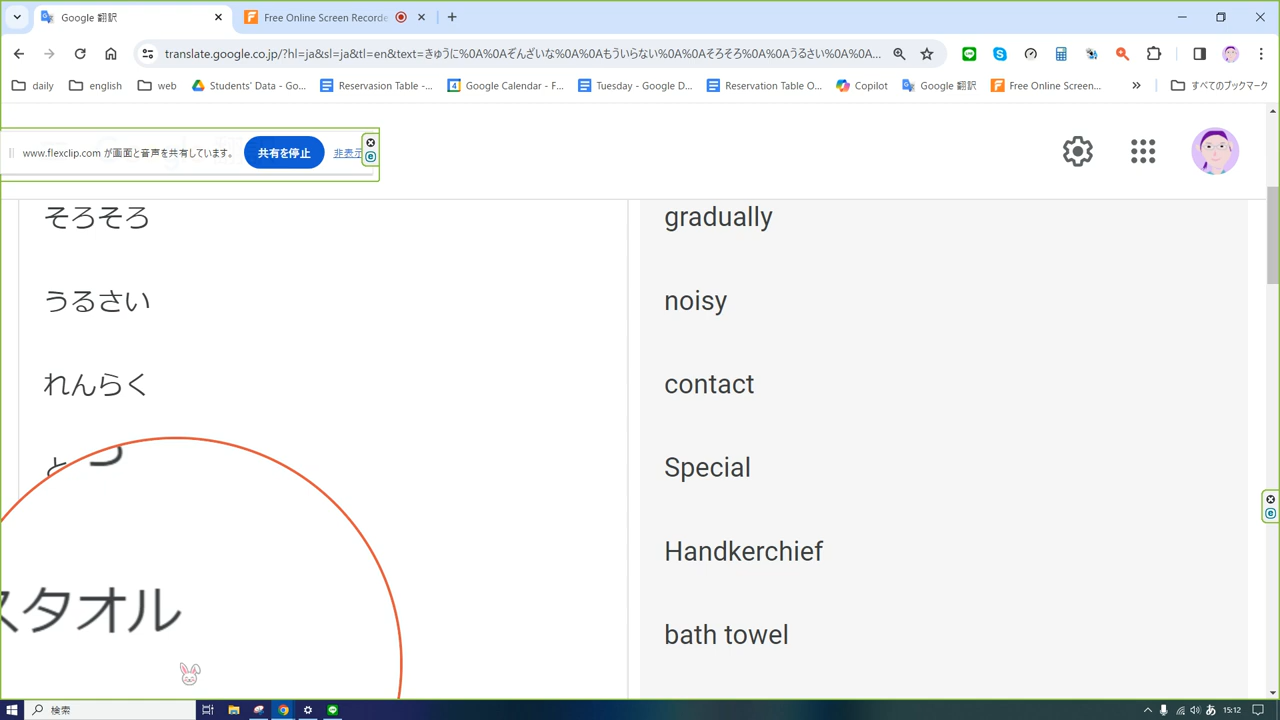 Google 翻訳
Free Online Screen Recorde
translate.google.co.jp/?hl=ja&sl=ja&tl=en&text=きゅうに%0A%0Aぞんざいな%0A%0Aもういらない%0A%0Aそろそろ%0A%0Aうるさい%0A%0A...
daily
english
web
Students' Data - Go...
Reservasion Table -...
Google Calendar - F...
Tuesday - Google D...
Reservation Table O...
Copilot
Google 翻訳
Free Online Screen...
»
すべてのブックマーク
www.flexclip.com が画面と音声を共有しています。
共有を停止
非表示
そろそろ
gradually
うるさい
noisy
れんらく
contact
と
Special
Handkerchief
スタオル
bath towel
検索
あ
15:12